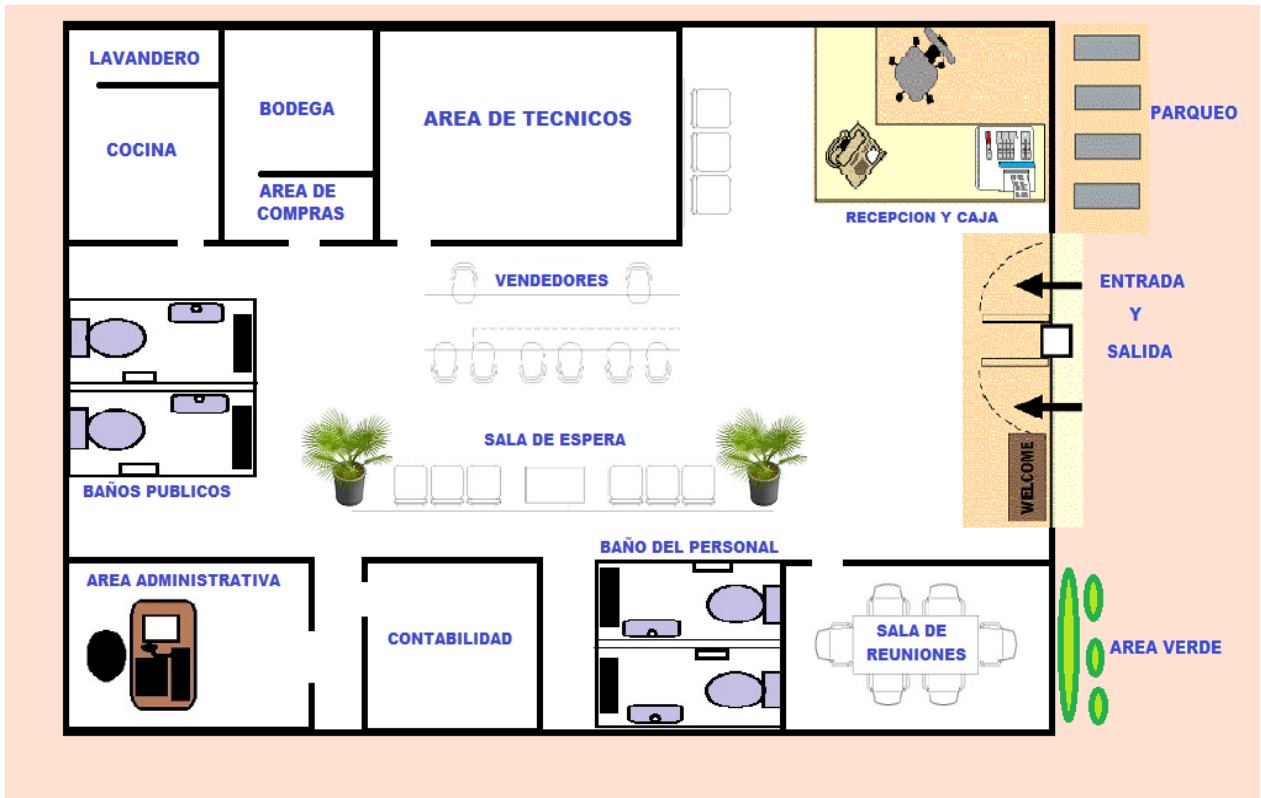 LAVANDERO
COCINA
BODEGA
AREA DE
COMPRAS
AREA DE TECNICOS
RECEPCION Y CAJA
PARQUEO
VENDEDORES
ENTRADA
Y
SALIDA
SALA DE ESPERA
WELCOME
BAÑOS PUBLICOS
AREA ADMINISTRATIVA
CONTABILIDAD
BAÑO DEL PERSONAL
SALA DE
REUNIONES
AREA VERDE